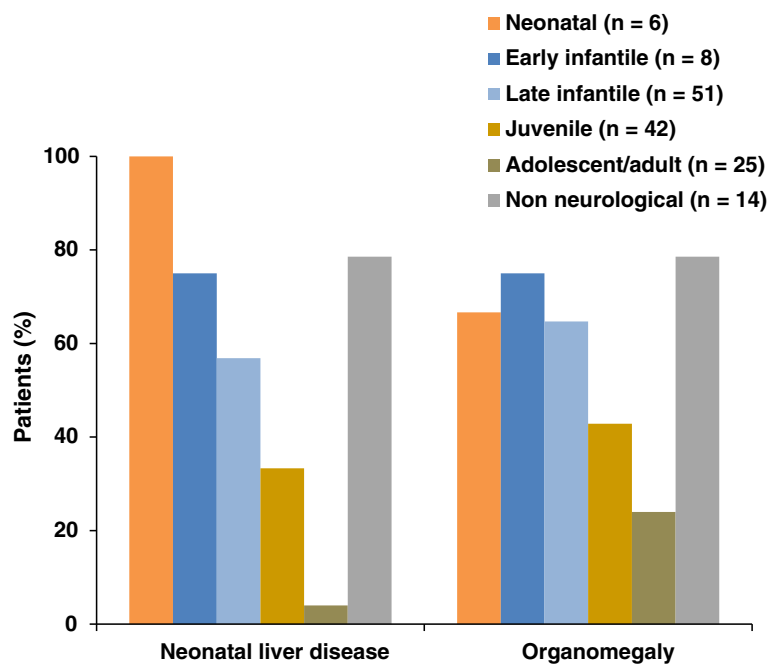 Neonatal (n = 6)
Early infantile (n = 8)
Late infantile (n = 51)
Juvenile (n = 42)
Adolescent/adult (n = 25)
Non neurological (n = 14)
100
80
60
40
20
0
Patients (%)
Neonatal liver disease
Organomegaly